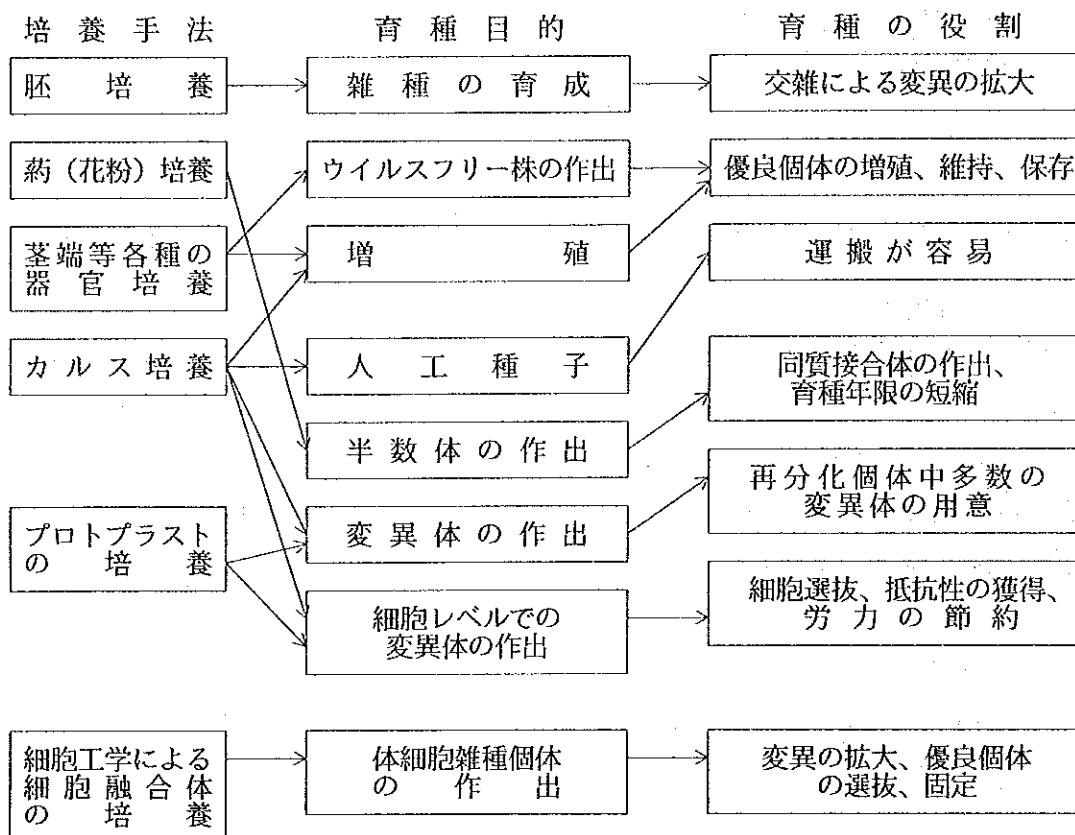 培養手法
育種目的
育種の役割
胚培養
雑種の育成
交雑による変異の拡大
葯（花粉）培養
ウイルスフリー株の作出
優良個体の増殖、維持、保存
茎端等各種の
器官培養
増殖
運搬が容易
カルス培養
人工種子
同質接合体の作出、
育種年限の短縮
半数体の作出
再分化個体中多数の
変異体の用意
プロトプラスト
の培養
変異体の作出
細胞レベルでの
変異体の作出
細胞選抜、抵抗性の獲得、
労力の節約
細胞工学による
細胞融合体
の培養
体細胞雑種個体
の作出
変異の拡大、優良個体
の選抜、固定